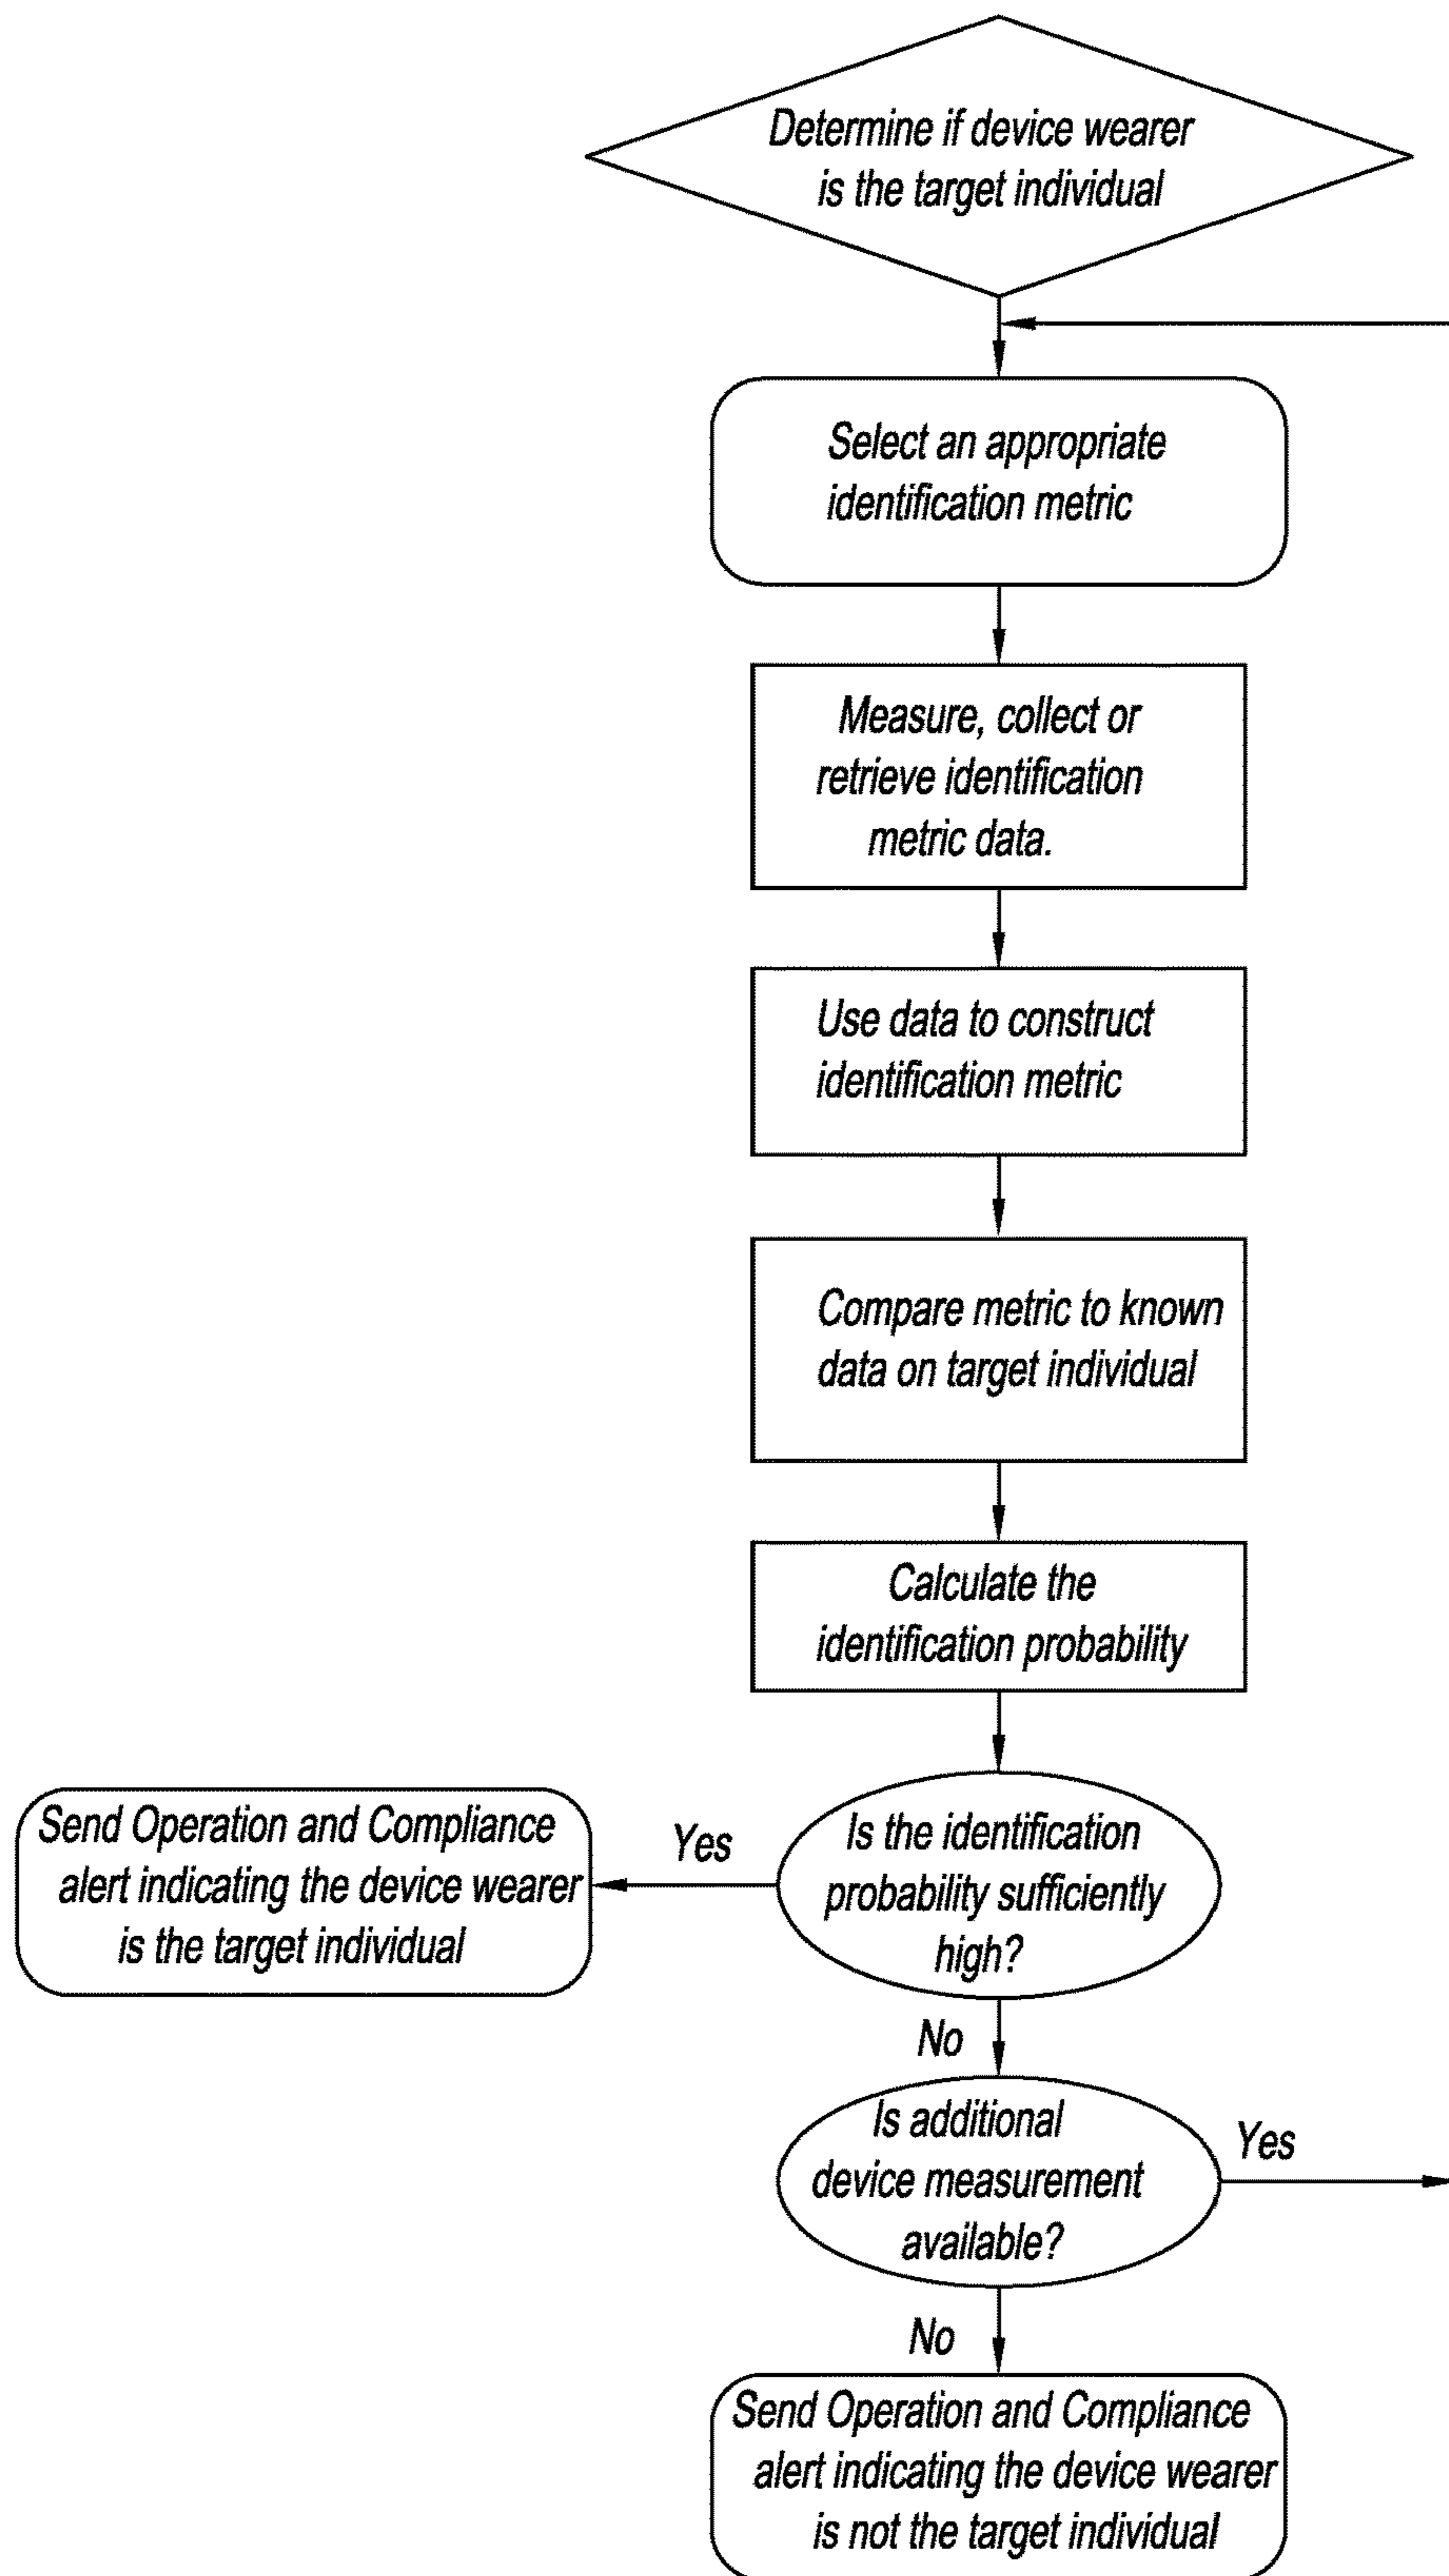 Determine if device wearer
is the target individual
Select an appropriate
identification metric
Measure, collect or
retrieve identification
metric data.
Use data to construct
identification metric
Compare metric to known
data on target individual
Calculate the
identification probability
Is the identification
probability sufficiently
high?
Yes
Send Operation and Compliance
alert indicating the device wearer
is the target individual
No
Is additional
device measurement
available?
Yes
No
Send Operation and Compliance
alert indicating the device wearer
is not the target individual